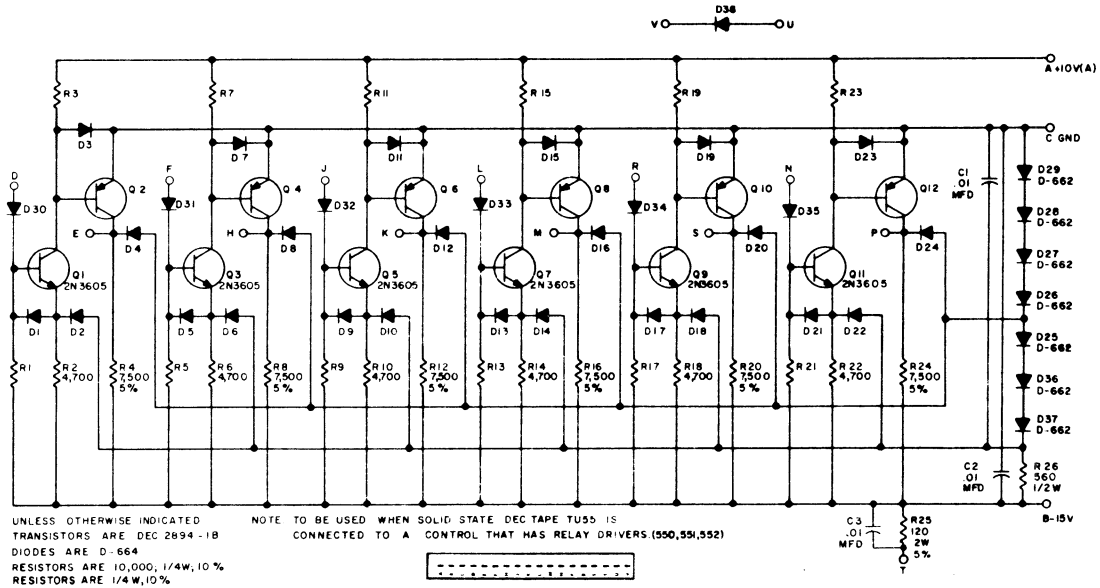 D38
V U
A +10V(A)
R3 R7 R11 R15 R19 R23
C GND
D3 D7 D11 D15 D19 D23
D F J L R N
Q2 Q4 Q6 Q8 Q10 Q12
C1
.01
MFD
D29
D-662
D30 D31 D32 D33 D34 D35
D28
D-662
E H K M S P
D4 D8 D12 D16 D20 D24
D27
D-662
Q1 Q3 Q5 Q7 Q9 Q11
2N3605 2N3605 2N3605 2N3605 2N3605 2N3605
D26
D-662
D1 D2 D5 D6 D9 D10 D13 D14 D17 D18 D21 D22
D25
D-662
R1
R2
4,700
R4
7,500
5%
R5
R6
4,700
R8
7,500
5%
R9
R10
4,700
R12
7,500
5%
R13
R14
4,700
R16
7,500
5%
R17
R18
4,700
R20
7,500
5%
R21
R22
4,700
R24
7,500
5%
D36
D-662
D37
D-662
C2
.01
MFD
R26
560
1/2W
B-15V
C3
.01
MFD
R25
120
2W
5%
T
UNLESS OTHERWISE INDICATED
TRANSISTORS ARE DEC 2894-1B
DIODES ARE D-664
RESISTORS ARE 10,000; 1/4W; 10%
RESISTORS ARE 1/4W, 10%
NOTE TO BE USED WHEN SOLID STATE DEC TAPE TU55 IS
CONNECTED TO A CONTROL THAT HAS RELAY DRIVERS.(550,551,552)